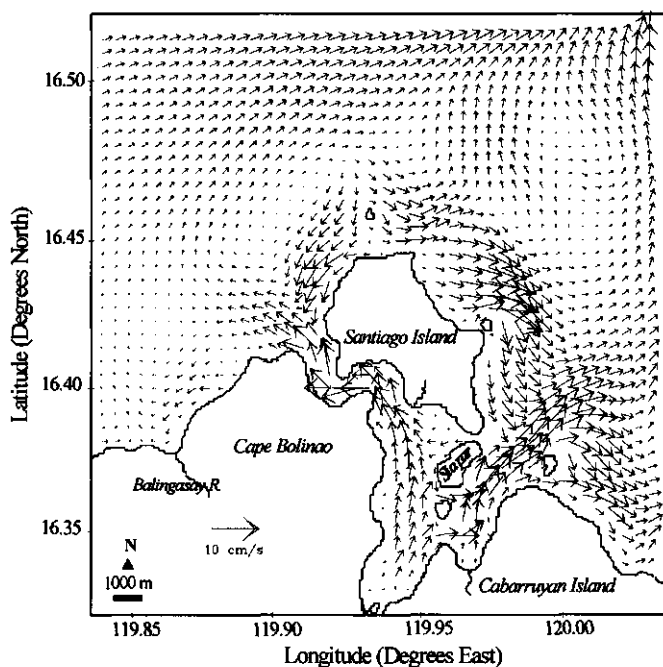 16.50
16.45
16.40
16.35
Latitude (Degrees North)
Santiago Island
Cape Bolinao
Balingasay R.
10 cm/s
N
1000 m
Cabarruyan Island
119.85
119.90
119.95
120.00
Longitude (Degrees East)